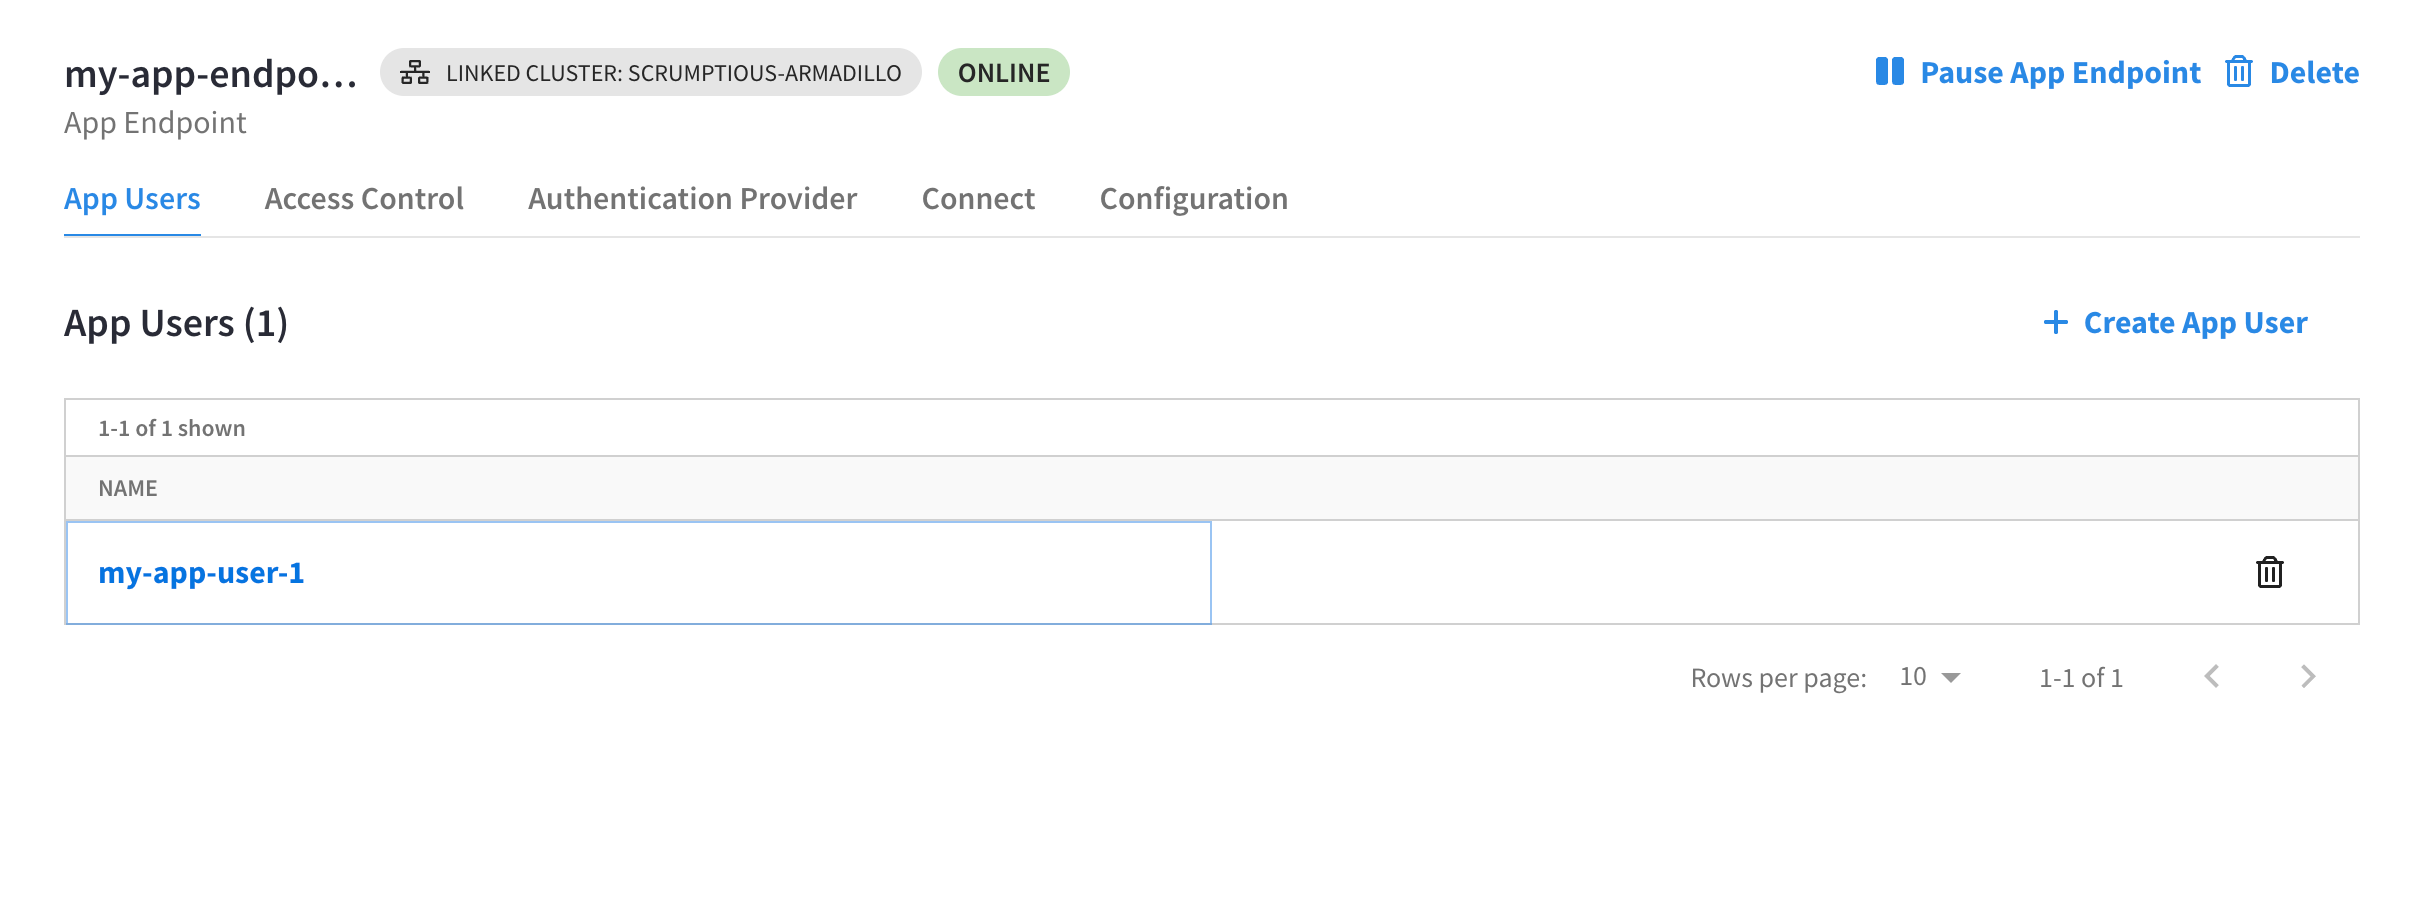 my-app-endpo... LINKED CLUSTER: SCRUMPTIOUS-ARMADILLO ONLINE Pause App Endpoint Delete
App Endpoint
App Users Access Control Authentication Provider Connect Configuration
App Users (1) + Create App User
1-1 of 1 shown
NAME
my-app-user-1
Rows per page: 10 1-1 of 1